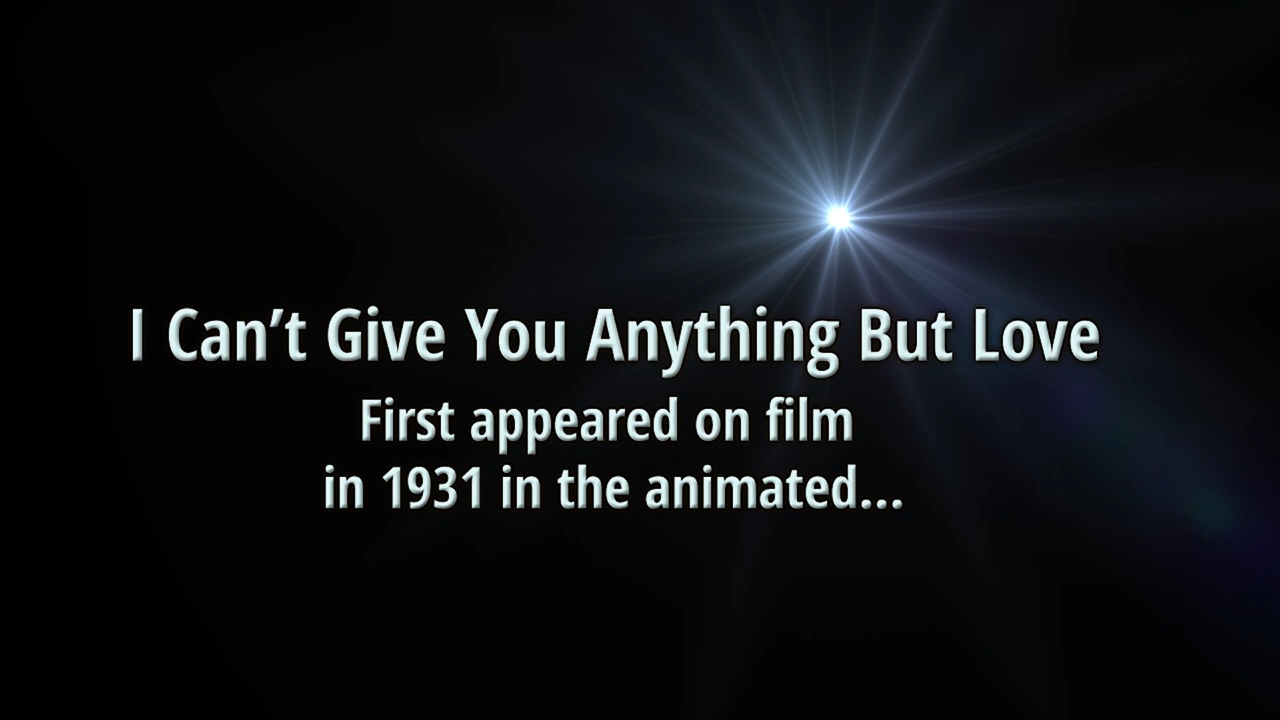 I Can’t Give You Anything But Love
First appeared on film
in 1931 in the animated...